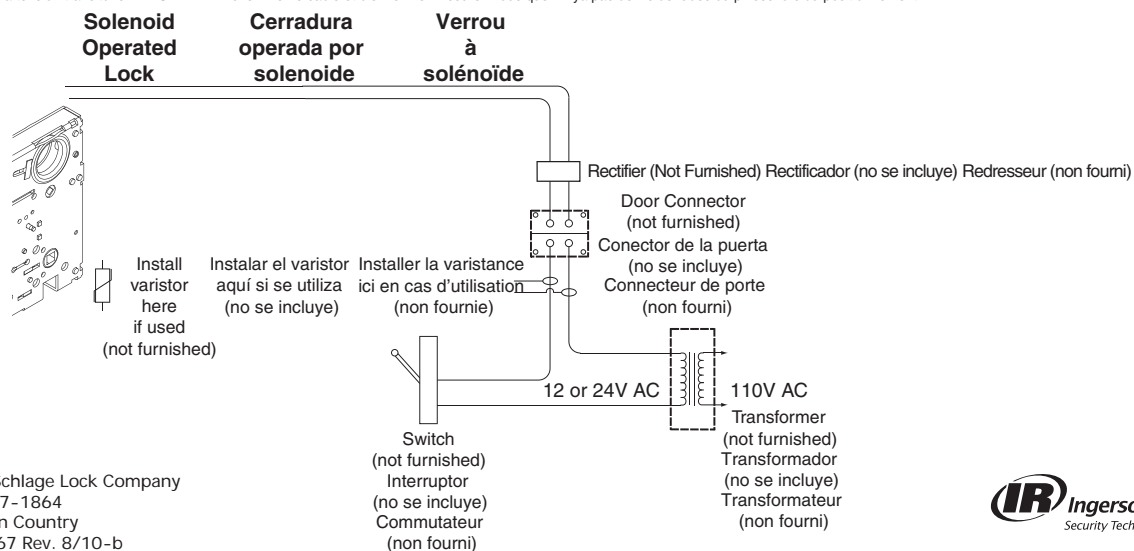 Solenoid
Operated
Lock
Cerradura
operada por
solenoide
Verrou
à
solénoïde
Rectifier (Not Furnished) Rectificador (no se incluye) Redresseur (non fourni)
Door Connector
(not furnished)
Conector de la puerta
(no se incluye)
Connecteur de porte
(non fourni)
Install
varistor
here
if used
(not furnished)
Instalar el varistor
aquí si se utiliza
(no se incluye)
Installer la varistance
ici en cas d'utilisation
(non fournie)
12 or 24V AC
110V AC
Transformer
(not furnished)
Transformador
(no se incluye)
Transformateur
(non fourni)
Switch
(not furnished)
Interruptor
(no se incluye)
Commutateur
(non fourni)
Schlage Lock Company
7-1864
n Country
67 Rev. 8/10-b
IR
Security